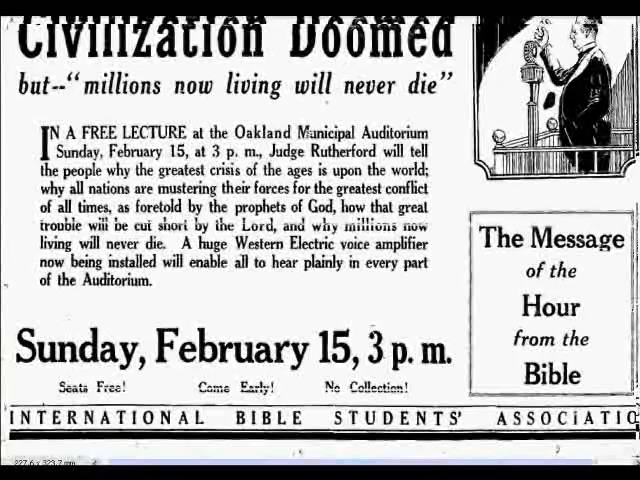 Civilization Doomed
but--"millions now living will never die"
IN A FREE LECTURE at the Oakland Municipal Auditorium
Sunday, February 15, at 3 p. m., Judge Rutherford will tell
the people why the greatest crisis of the ages is upon the world;
why all nations are mustering their forces for the greatest conflict
of all times, as foretold by the prophets of God, how that great
trouble will be cut short by the Lord, and why millions now
living will never die. A huge Western Electric voice amplifier
now being installed will enable all to hear plainly in every part
of the Auditorium.
Sunday, February 15, 3 p. m.
Seats Free! Come Early! No Collection!
The Message
of the
Hour
from the
Bible
INTERNATIONAL BIBLE STUDENTS' ASSOCIATIO
227.6 x 323.7 mm